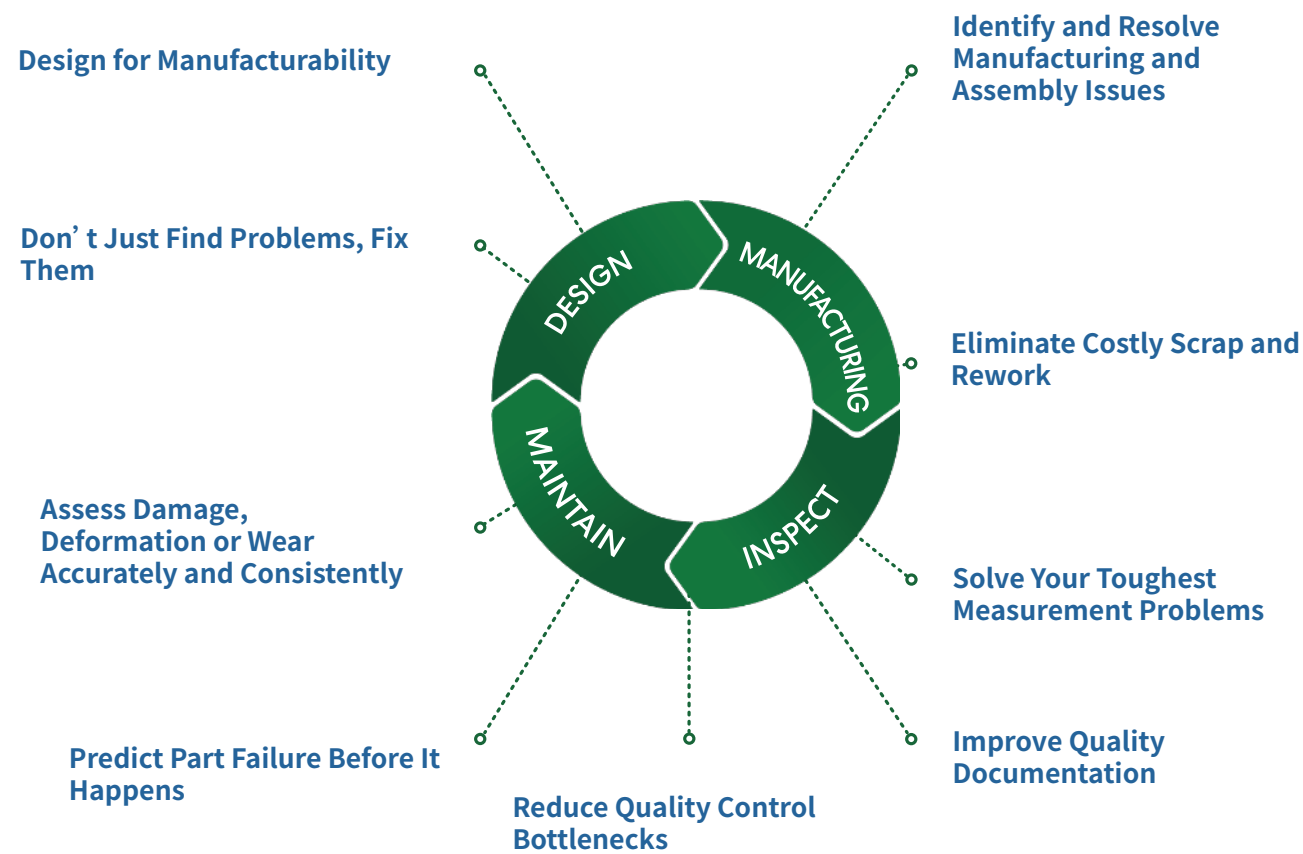 Design for Manufacturability
Identify and Resolve
Manufacturing and
Assembly Issues
Don’ t Just Find Problems, Fix
Them
DESIGN
MANUFACTURING
Eliminate Costly Scrap and
Rework
MAINTAIN
INSPECT
Assess Damage,
Deformation or Wear
Accurately and Consistently
Solve Your Toughest
Measurement Problems
Predict Part Failure Before It
Happens
Improve Quality
Documentation
Reduce Quality Control
Bottlenecks